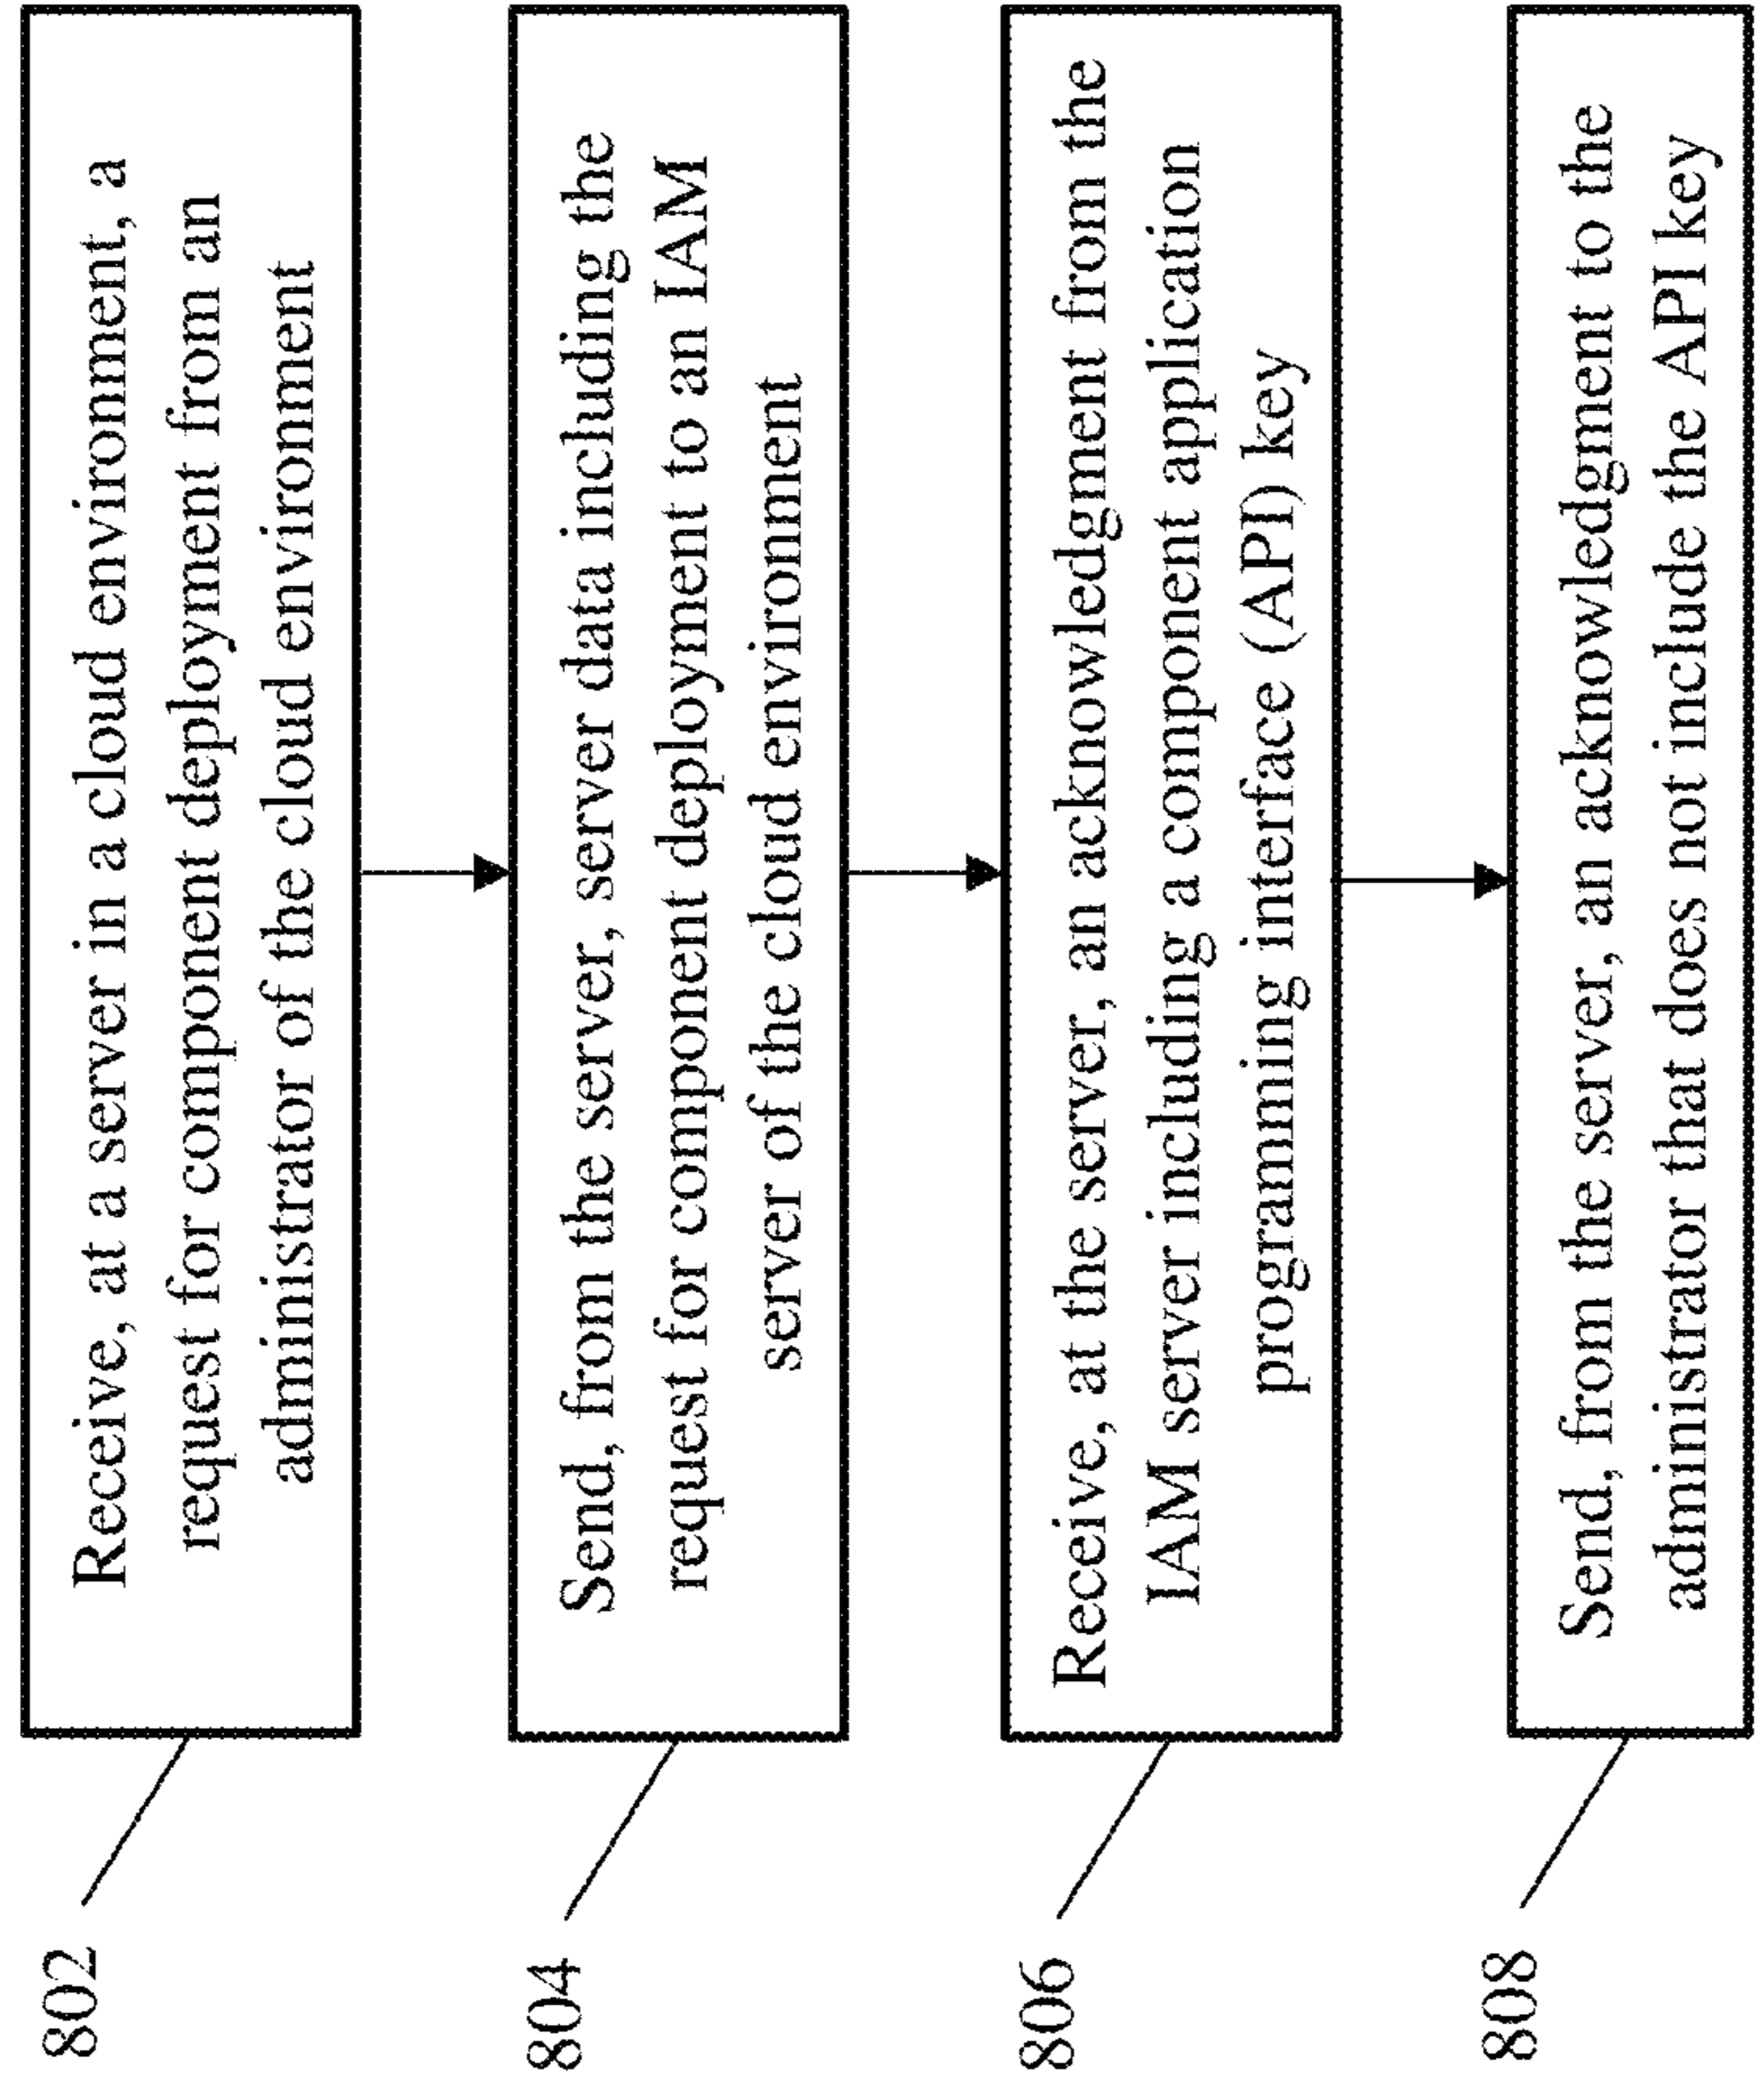 802
Receive, at a server in a cloud environment, a
request for component deployment from an
administrator of the cloud environment
804
Send, from the server, server data including the
request for component deployment to an IAM
server of the cloud environment
806
Receive, at the server, an acknowledgment from the
IAM server including a component application
programming interface (API) key
808
Send, from the server, an acknowledgment to the
administrator that does not include the API key